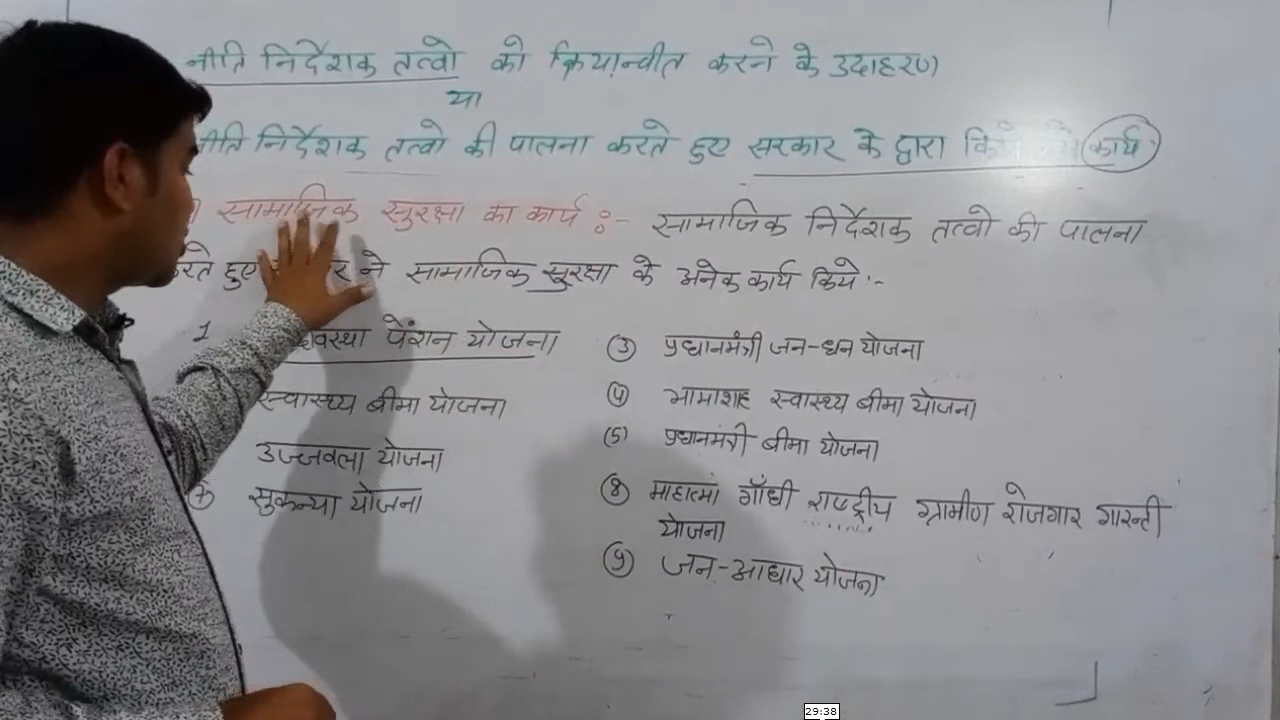 नीति निर्देशक तत्वो को क्रियान्वीत करने के उदाहरण
या
नीति निर्देशक तत्वो की पालना करते हुए सरकार के द्वारा कार्य
सामाजिक सुरक्षा का कार्य :- सामाजिक निर्देशक तत्वो की पालना
करते हुए ने सामाजिक सुरक्षा के अनेक कार्य किये :-
1 पेंशन योजना
स्वास्थ्य बीमा योजना
उज्जवला योजना
7 सुकन्या योजना
3 प्रधानमंत्री जन-धन योजना
4 भामाशाह स्वास्थ्य बीमा योजना
(5) प्रधानमंत्री बीमा योजना
8 माहात्मां गाँधी राष्ट्रीय ग्रामीण रोजगार गारन्टी
योजना
9 जन-आधार योजना
29:38